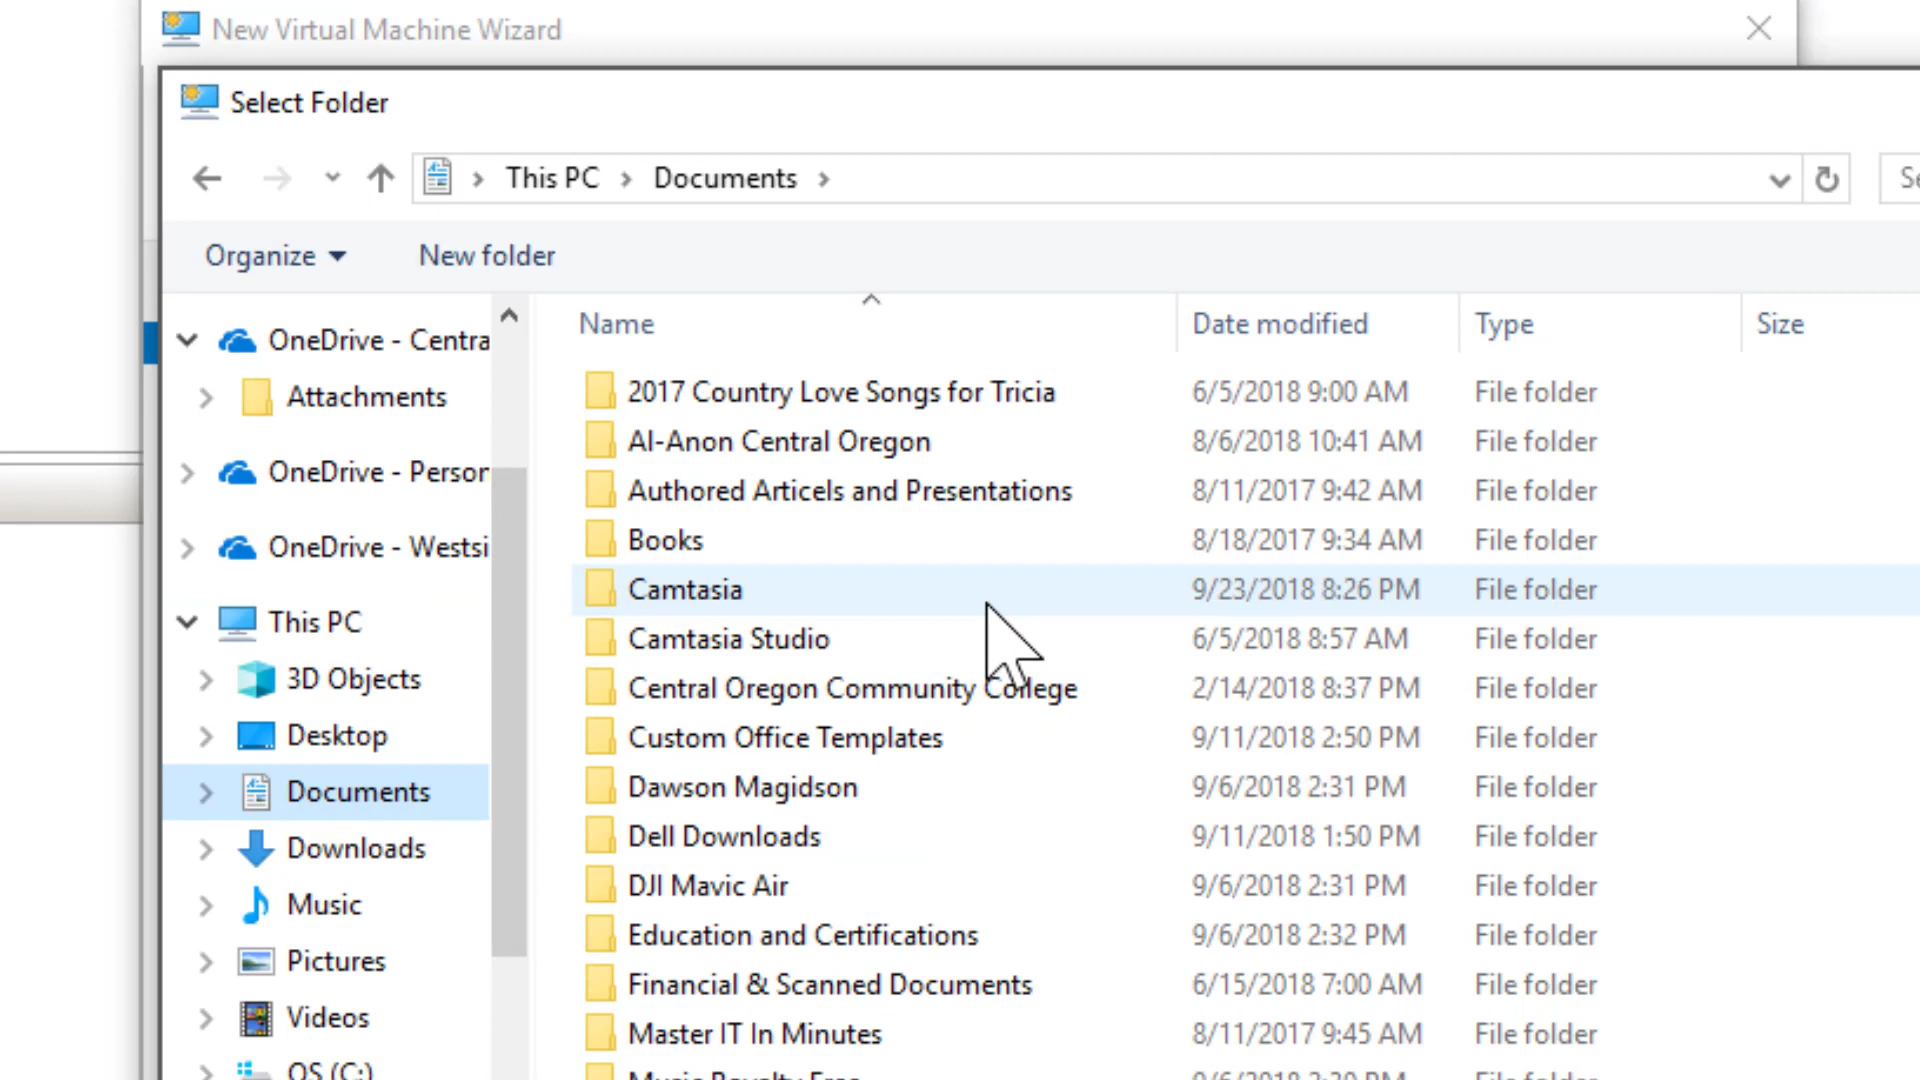 New Virtual Machine Wizard
Select Folder
This PC > Documents >
Organize
New folder
Name
Date modified
Type
Size
OneDrive - Centra
Attachments
OneDrive - Person
OneDrive - Westsi
This PC
3D Objects
Desktop
Documents
Downloads
Music
Pictures
Videos
OS (C:)
2017 Country Love Songs for Tricia 6/5/2018 9:00 AM File folder
Al-Anon Central Oregon 8/6/2018 10:41 AM File folder
Authored Articels and Presentations 8/11/2017 9:42 AM File folder
Books 8/18/2017 9:34 AM File folder
Camtasia 9/23/2018 8:26 PM File folder
Camtasia Studio 6/5/2018 8:57 AM File folder
Central Oregon Community College 2/14/2018 8:37 PM File folder
Custom Office Templates 9/11/2018 2:50 PM File folder
Dawson Magidson 9/6/2018 2:31 PM File folder
Dell Downloads 9/11/2018 1:50 PM File folder
DJI Mavic Air 9/6/2018 2:31 PM File folder
Education and Certifications 9/6/2018 2:32 PM File folder
Financial & Scanned Documents 6/15/2018 7:00 AM File folder
Master IT In Minutes 8/11/2017 9:45 AM File folder